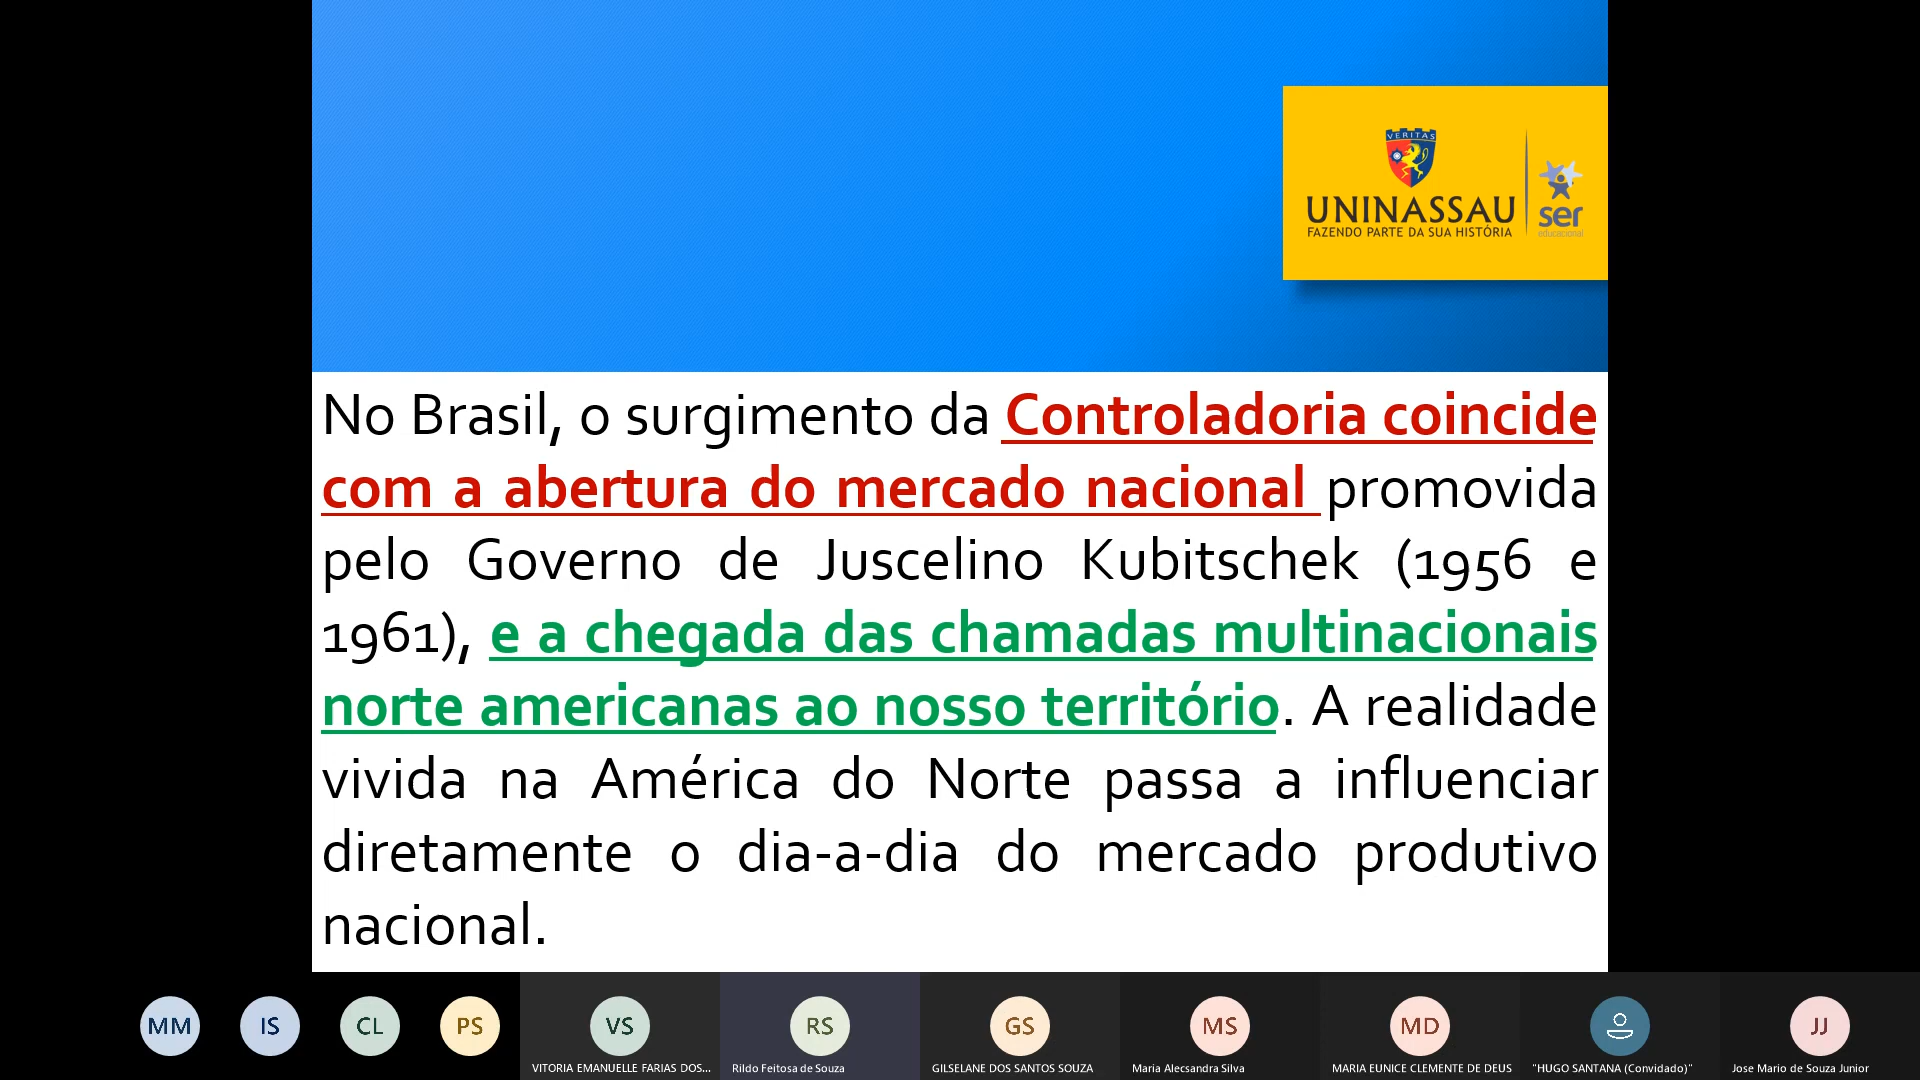 VERITAS
UNINASSAU
FAZENDO PARTE DA SUA HISTÓRIA
ser
educacional
No Brasil, o surgimento da Controladoria coincide
com a abertura do mercado nacional promovida
pelo Governo de Juscelino Kubitschek (1956 e
1961), e a chegada das chamadas multinacionais
norte americanas ao nosso território. A realidade
vivida na América do Norte passa a influenciar
diretamente o dia-a-dia do mercado produtivo
nacional.
MM
IS
CL
PS
VS
RS
GS
MS
MD
JJ
VITORIA EMANUELLE FARIAS DOS...
Rildo Feitosa de Souza
GILSELANE DOS SANTOS SOUZA
Maria Alecsandra Silva
MARIA EUNICE CLEMENTE DE DEUS
"HUGO SANTANA (Convidado)"
Jose Mario de Souza Junior